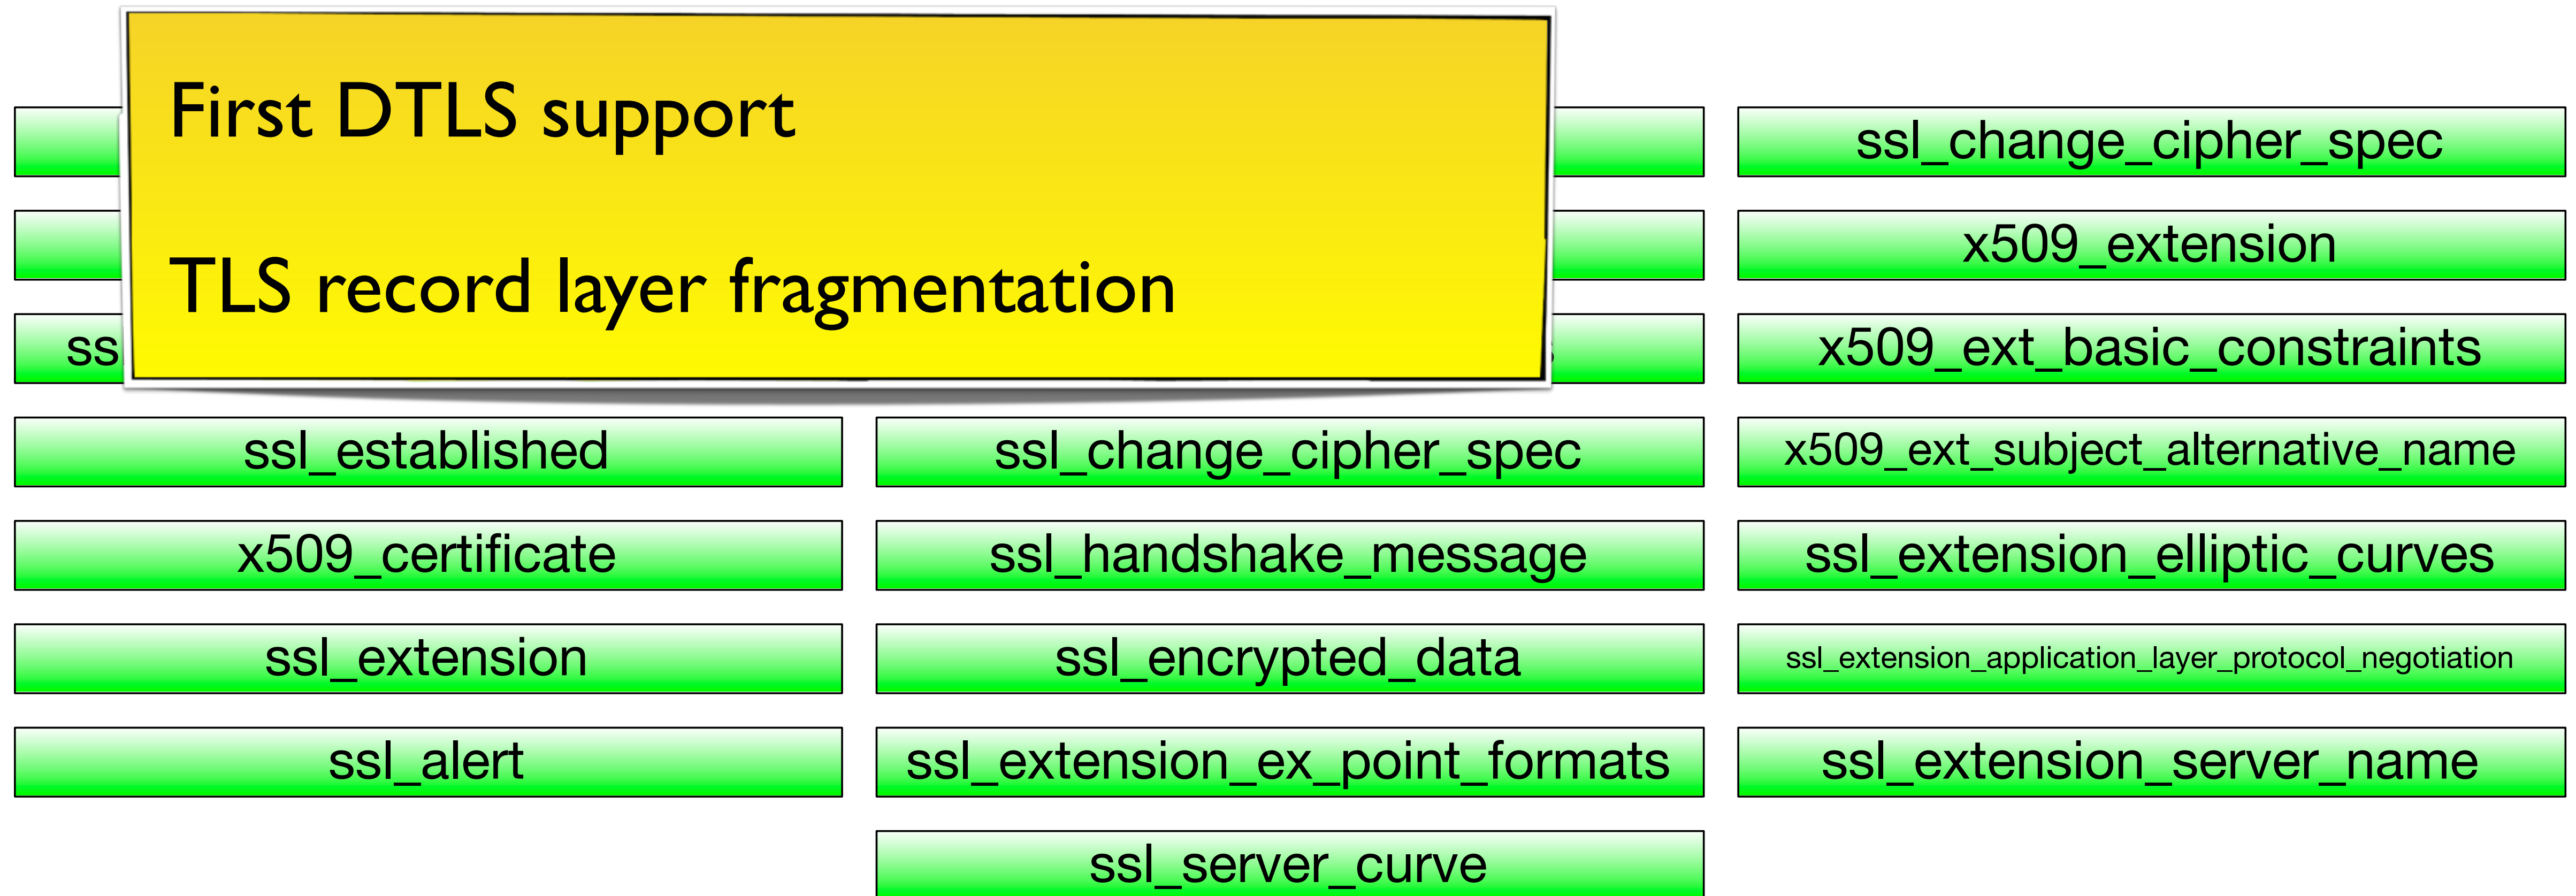 First DTLS support
TLS record layer fragmentation
ssl_change_cipher_spec
x509_extension
x509_ext_basic_constraints
ssl_established
ssl_change_cipher_spec
x509_ext_subject_alternative_name
x509_certificate
ssl_handshake_message
ssl_extension_elliptic_curves
ssl_extension
ssl_encrypted_data
ssl_extension_application_layer_protocol_negotiation
ssl_alert
ssl_extension_ex_point_formats
ssl_extension_server_name
ssl_server_curve